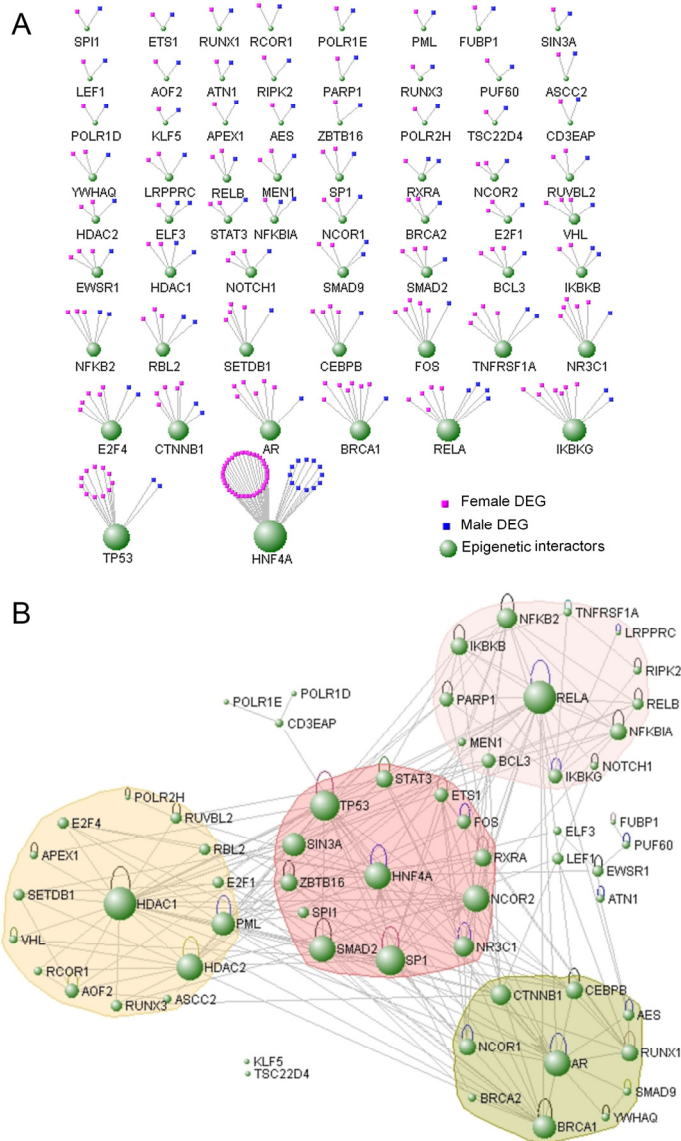 A
SPI1 ETS1 RUNX1 RCOR1 POLR1E PML FUBP1 SIN3A
LEF1 AOF2 ATN1 RIPK2 PARP1 RUNX3 PUF60 ASCC2
POLR1D KLF5 APEX1 AES ZBTB16 POLR2H TSC22D4 CD3EAP
YWHAQ LRPPRC RELB MEN1 SP1 RXRA NCOR2 RUVBL2
HDAC2 ELF3 STAT3 NFKBIA NCOR1 BRCA2 E2F1 VHL
EWSR1 HDAC1 NOTCH1 SMAD9 SMAD2 BCL3 IKBKB
NFKB2 RBL2 SETDB1 CEBPB FOS TNFRSF1A NR3C1
E2F4 CTNNB1 AR BRCA1 RELA IKBKG
TP53 HNF4A
Female DEG
Male DEG
Epigenetic interactors
B
NFKB2
TNFRSF1A
LRPPRC
IKBKB
RIPK2
RELA
PARP1
RELB
NFKBIA
MEN1
BCL3
NOTCH1
IKBKG
POLR1E
POLR1D
CD3EAP
STAT3
ETS1
TP53
FOS
SIN3A
RXRA
HNF4A
ZBTB16
NCOR2
SPI1
NR3C1
SMAD2
SP1
POLR2H
RUVBL2
E2F4
RBL2
APEX1
E2F1
SETDB1
HDAC1
PML
VHL
HDAC2
RCOR1
AOF2
ASCC2
RUNX3
ELF3
FUBP1
PUF60
LEF1
EWSR1
ATN1
KLF5
TSC22D4
CTNNB1
CEBPB
AES
NCOR1
RUNX1
AR
SMAD9
BRCA2
YWHAQ
BRCA1